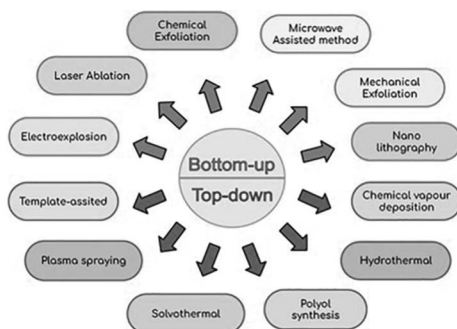 Chemical
Exfoliation
Microwave
Assisted method
Laser Ablation
Mechanical
Exfoliation
Electroexplosion
Nano
lithography
Bottom-up
Top-down
Template-assited
Chemical vapour
deposition
Plasma spraying
Hydrothermal
Solvothermal
Polyol
synthesis